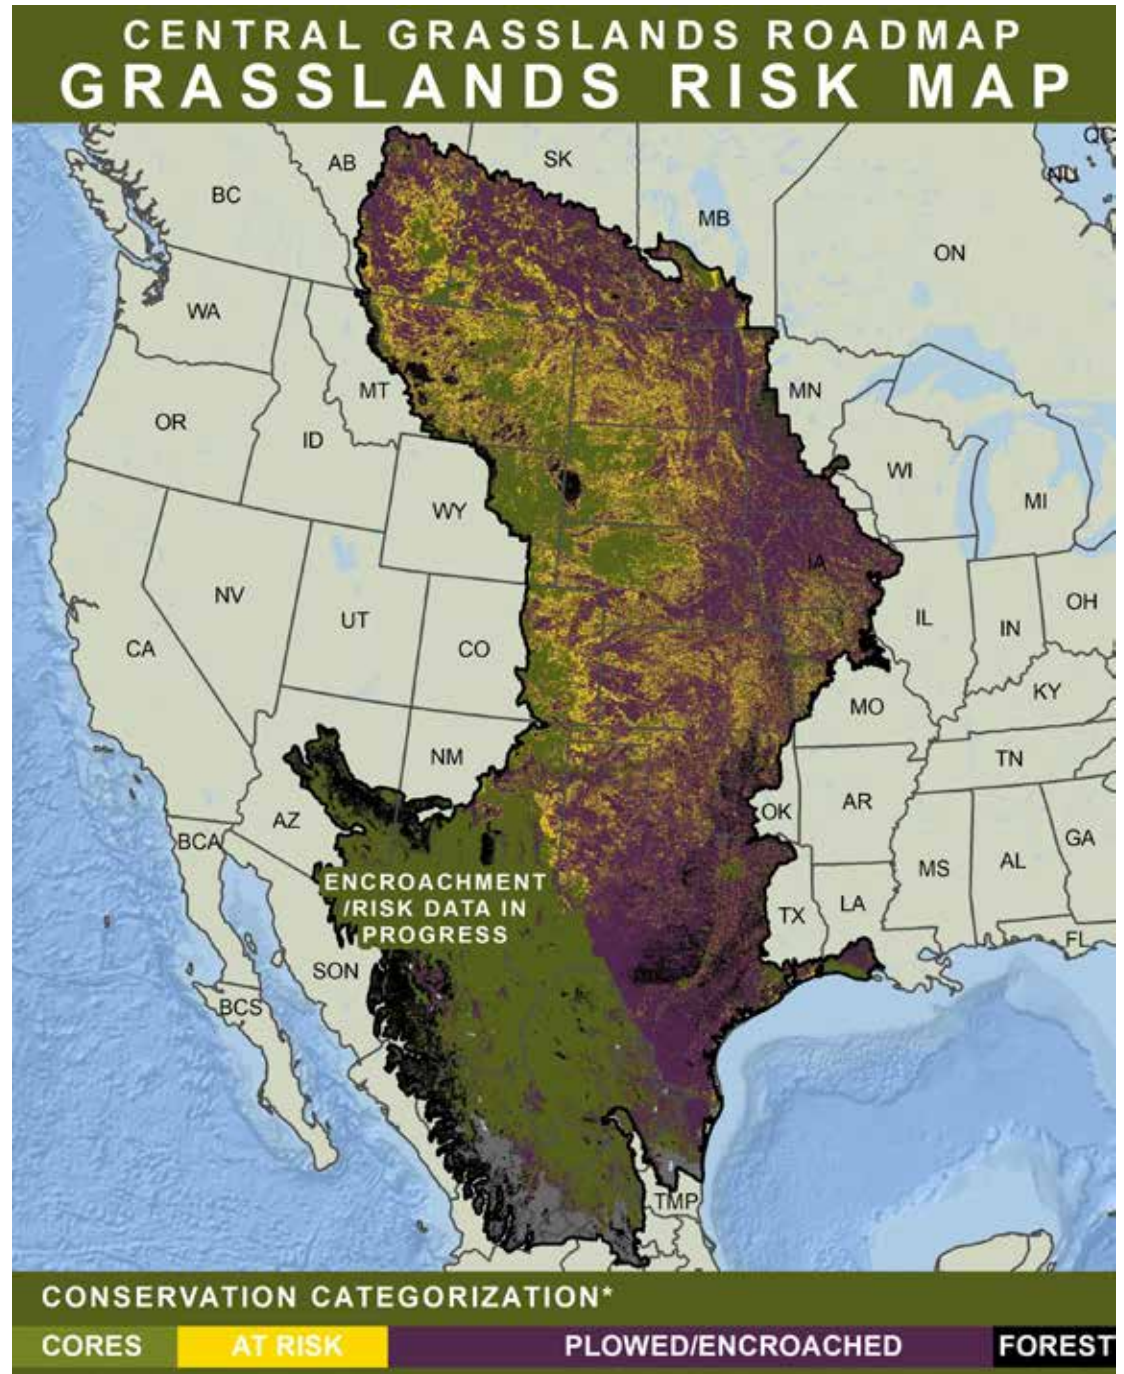 CENTRAL GRASSLANDS ROADMAP
GRASSLANDS RISK MAP
QC
AB
SK
NU
BC
MB
ON
WA
MT
MN
OR
ID
WI
WY
MI
IA
NV
UT
CO
IL
IN
OH
CA
KY
MO
NM
TN
AZ
OK
AR
BCA
MS
AL
GA
ENCROACHMENT
/RISK DATA IN
PROGRESS
TX
LA
FL
SON
BCS
TMP
CONSERVATION CATEGORIZATION*
CORES
AT RISK
PLOWED/ENCROACHED
FOREST